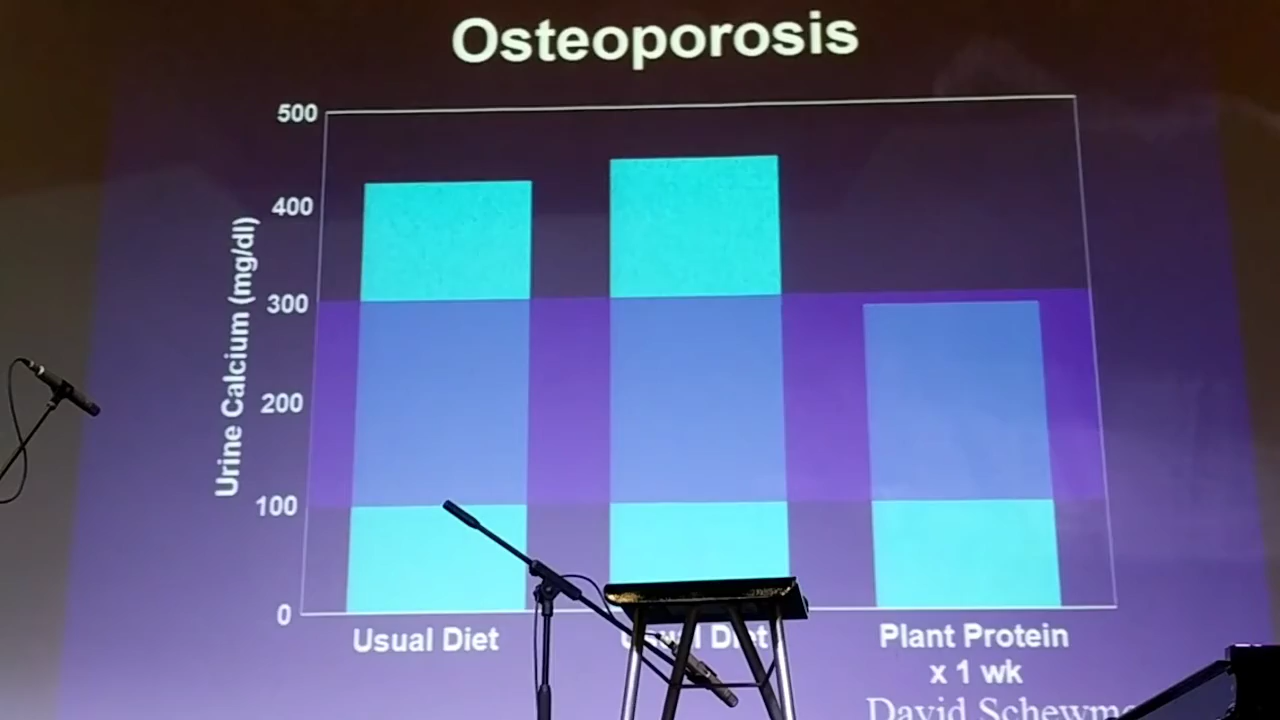 Osteoporosis
500
400
300
200
100
0
Urine Calcium (mg/dl)
Usual Diet
Usual Diet
Plant Protein
x 1 wk
David